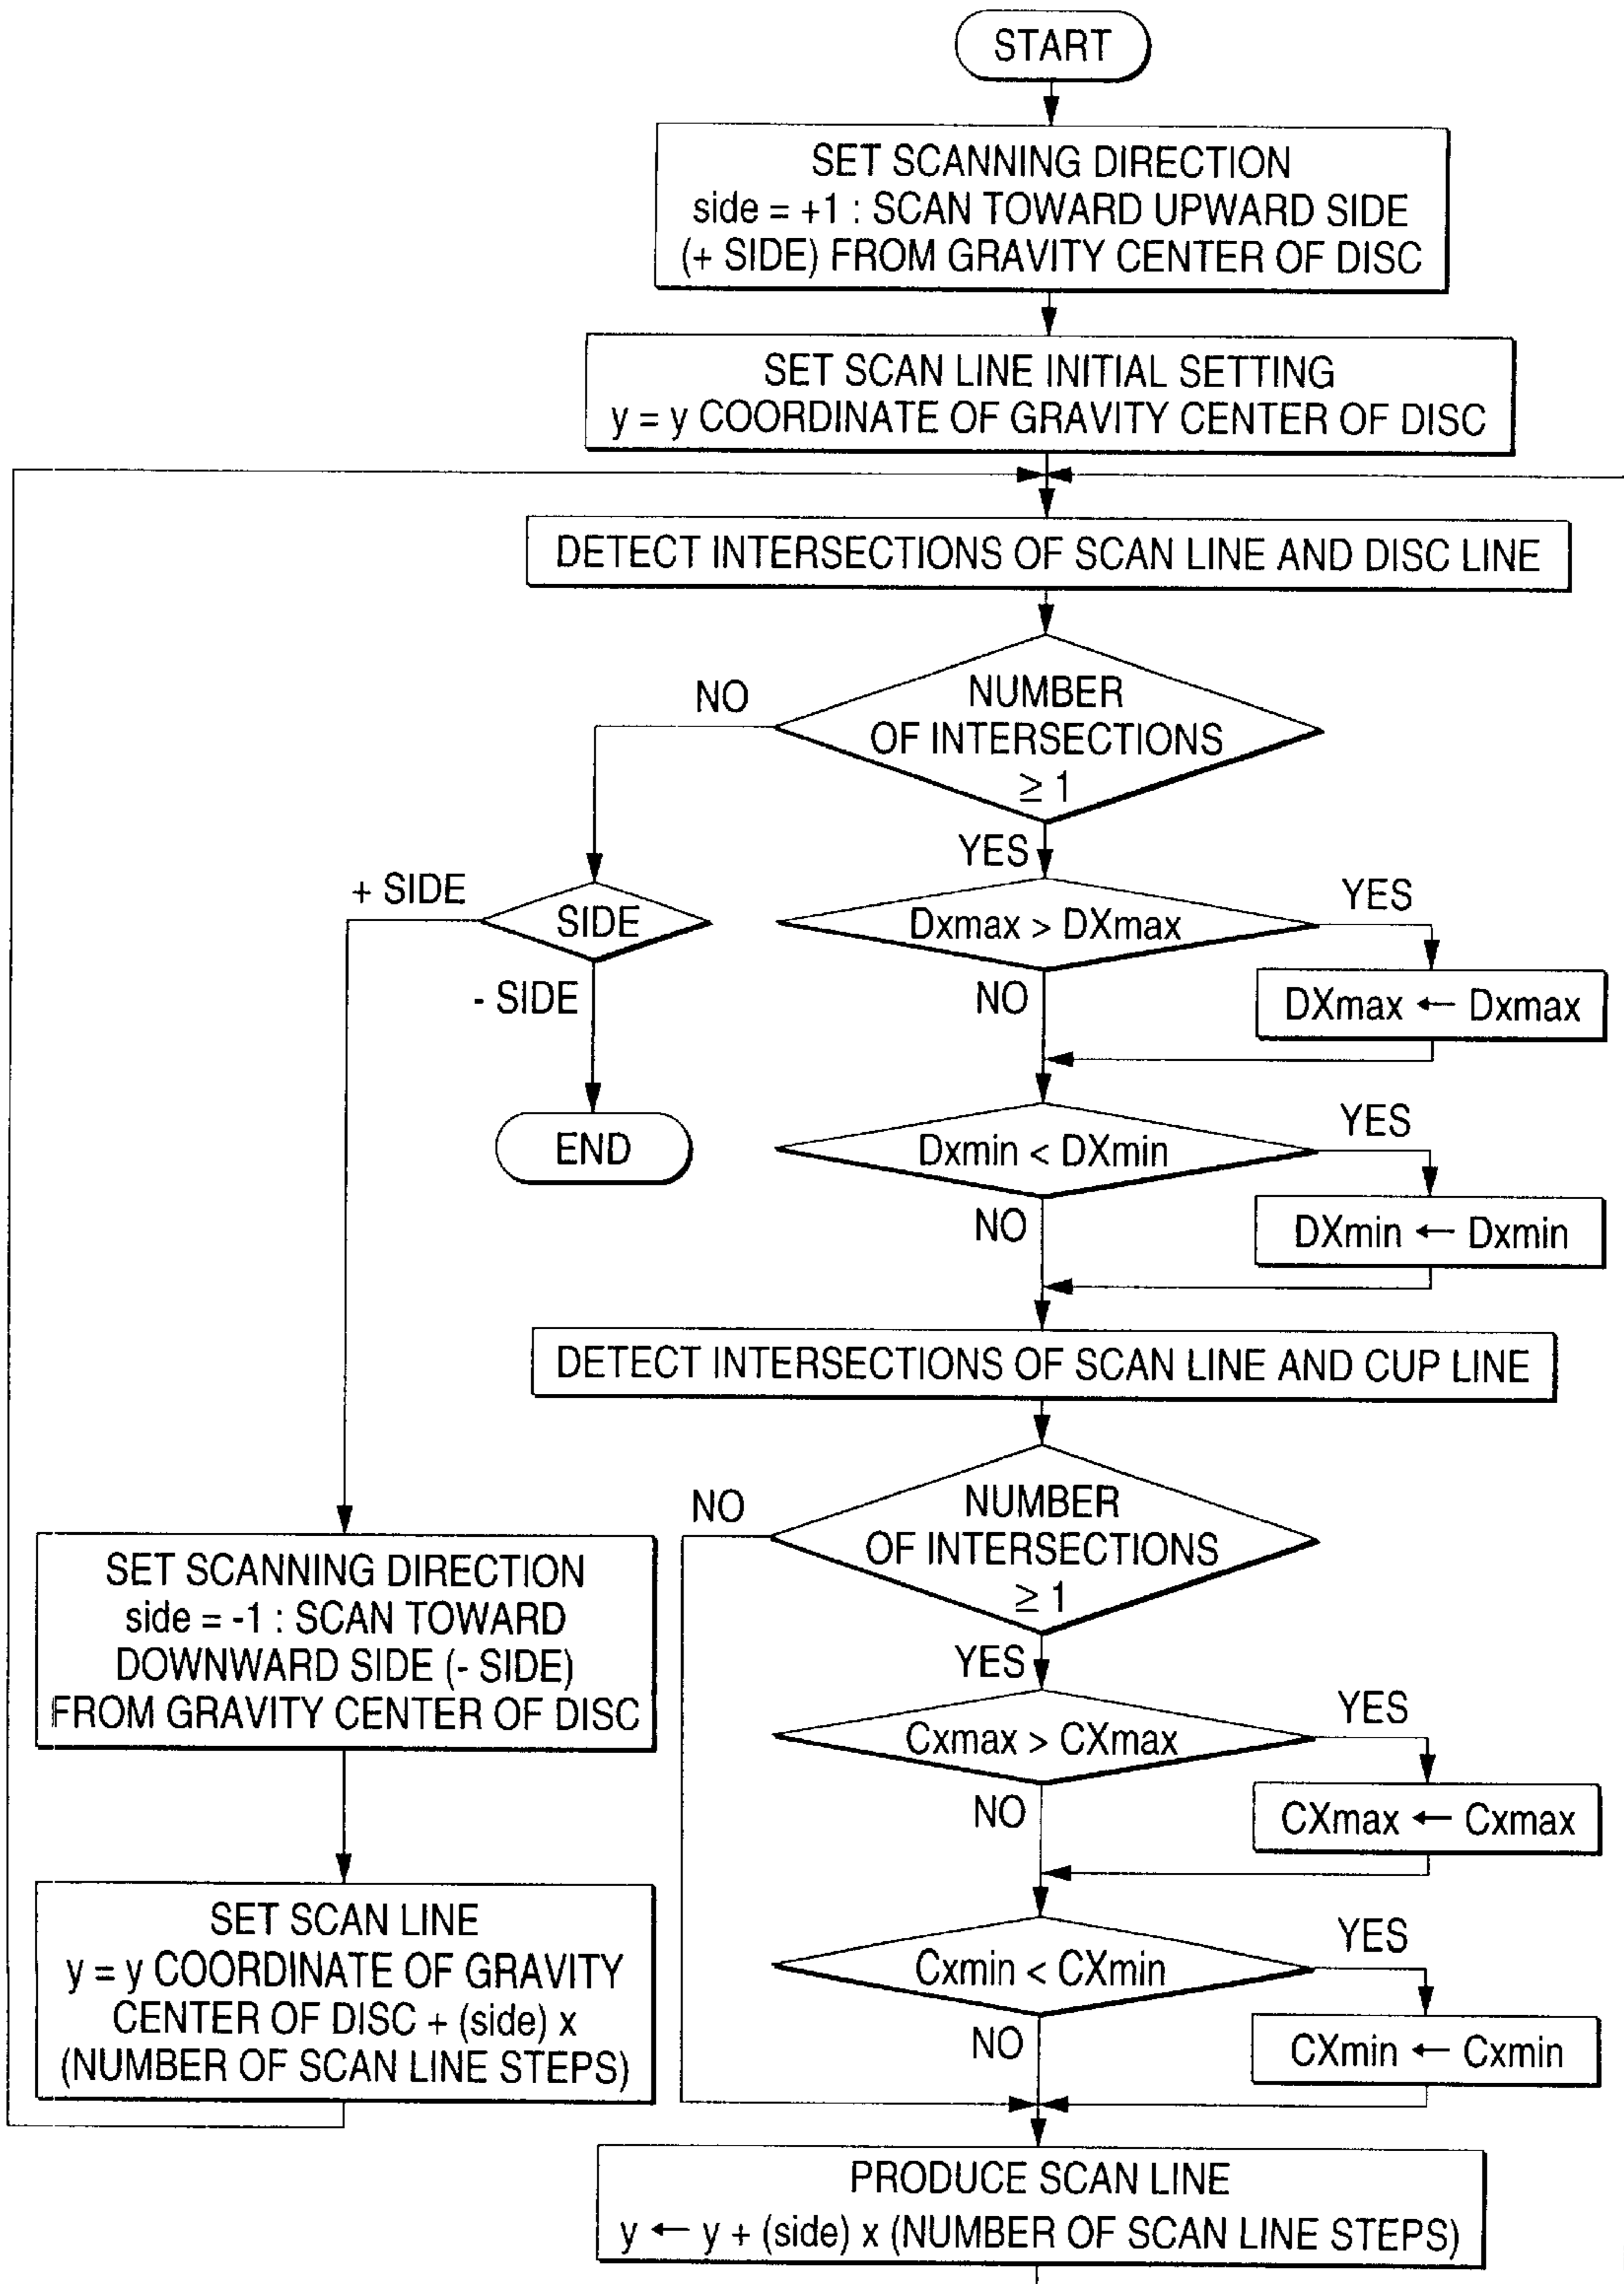 START
SET SCANNING DIRECTION
side = +1 : SCAN TOWARD UPWARD SIDE
(+ SIDE) FROM GRAVITY CENTER OF DISC
SET SCAN LINE INITIAL SETTING
y = y COORDINATE OF GRAVITY CENTER OF DISC
DETECT INTERSECTIONS OF SCAN LINE AND DISC LINE
NUMBER
OF INTERSECTIONS
≥ 1
NO
YES
+ SIDE
SIDE
- SIDE
END
Dxmax > DXmax
YES
DXmax ← Dxmax
NO
Dxmin < DXmin
YES
DXmin ← Dxmin
NO
DETECT INTERSECTIONS OF SCAN LINE AND CUP LINE
NUMBER
OF INTERSECTIONS
≥ 1
NO
YES
SET SCANNING DIRECTION
side = -1 : SCAN TOWARD
DOWNWARD SIDE (- SIDE)
FROM GRAVITY CENTER OF DISC
Cxmax > CXmax
YES
CXmax ← Cxmax
NO
SET SCAN LINE
y = y COORDINATE OF GRAVITY
CENTER OF DISC + (side) x
(NUMBER OF SCAN LINE STEPS)
Cxmin < CXmin
YES
CXmin ← Cxmin
NO
PRODUCE SCAN LINE
y ← y + (side) x (NUMBER OF SCAN LINE STEPS)